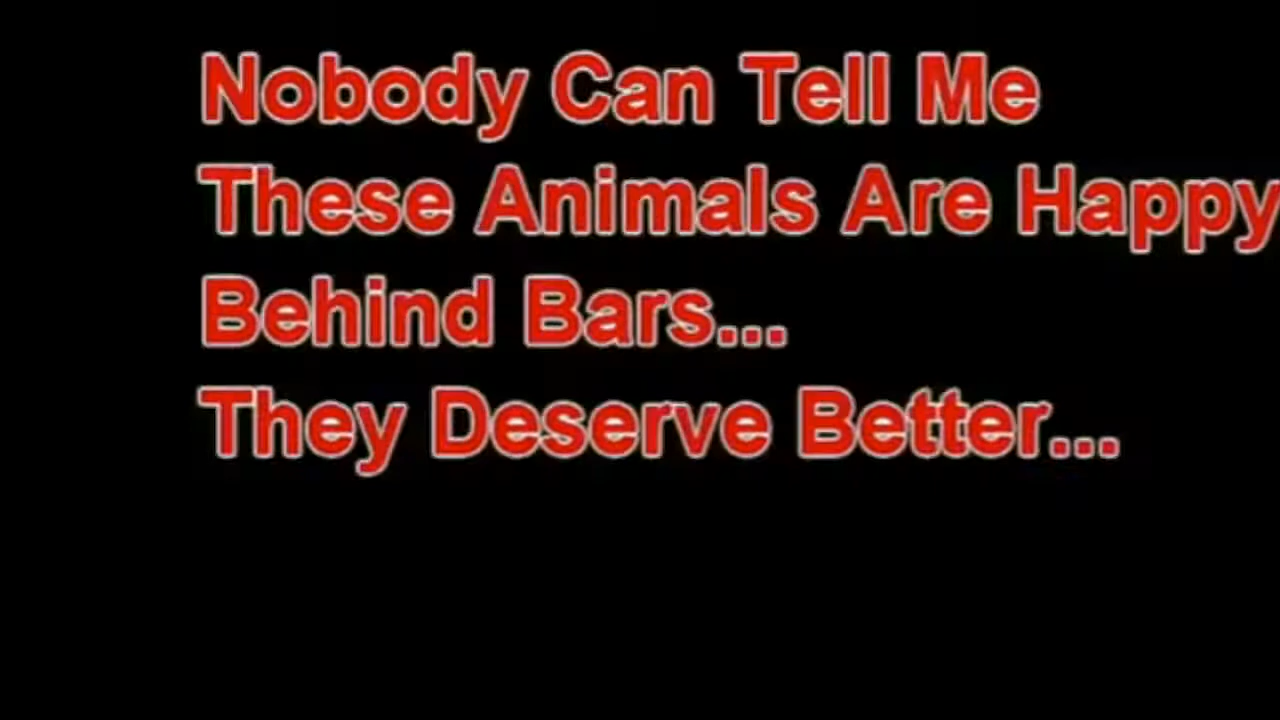 Nobody Can Tell Me
These Animals Are Happy
Behind Bars...
They Deserve Better...